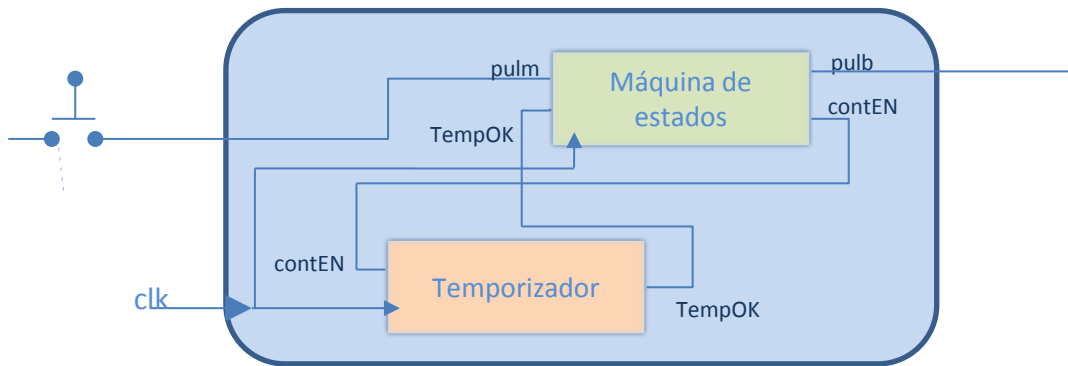 pulm
Máquina de
estados
pulb
contEN
TempOK
contEN
Temporizador
clk
TempOK